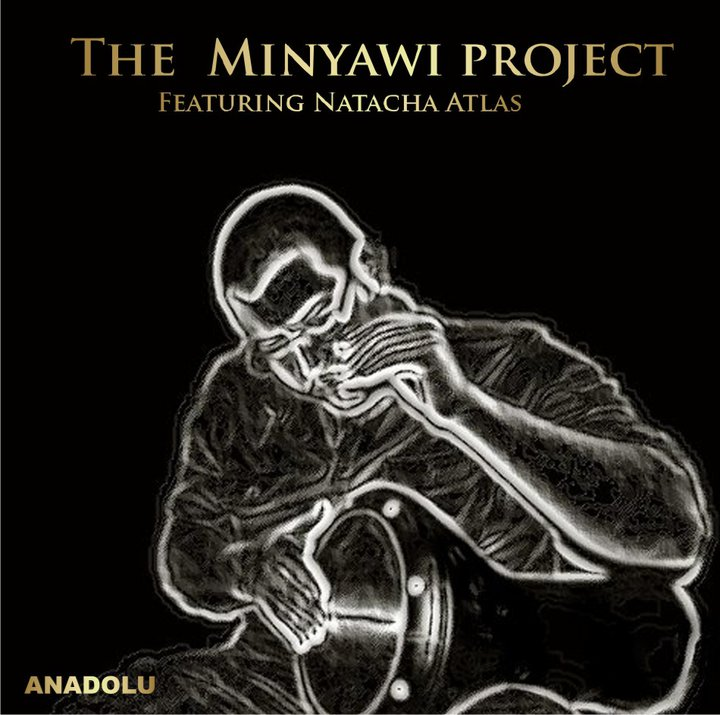 THE MINYAWI PROJECT
FEATURING NATACHA ATLAS
ANADOLU